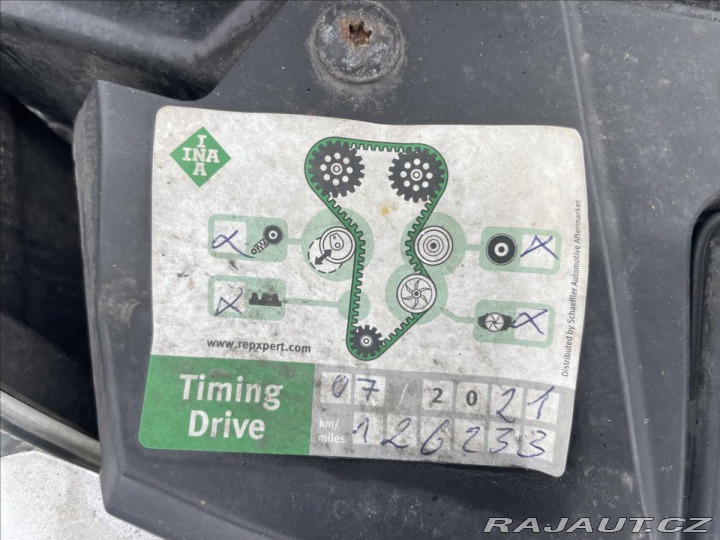 I
INA
A
x
x
x
x
www.repxpert.com
Distributed by Schaeffler Automotive Aftermarket
Timing
Drive
07 / 2021
km/
miles
126233
RAJAUT.CZ